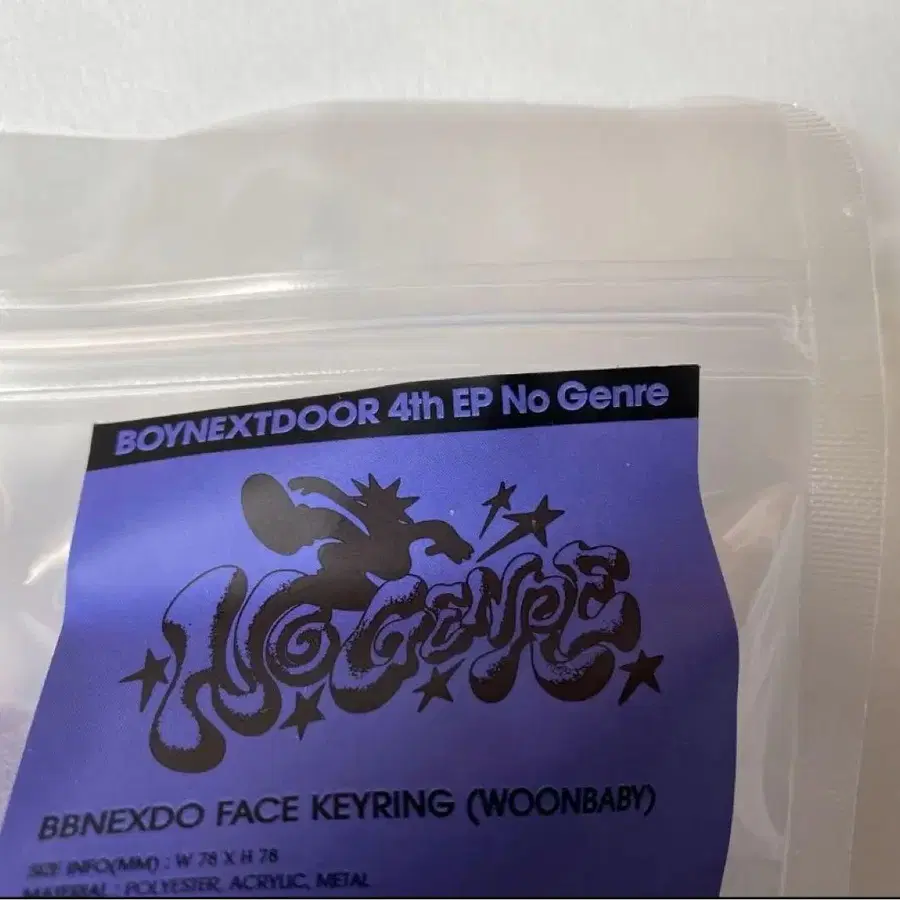 BOYNEXTDOOR 4th EP No Genre
NO GENRE
BBNEXDO FACE KEYRING (WOONBABY)
SIZE INFO(MM) : W 78 X H 78
MATERIAL : POLYESTER, ACRYLIC, METAL